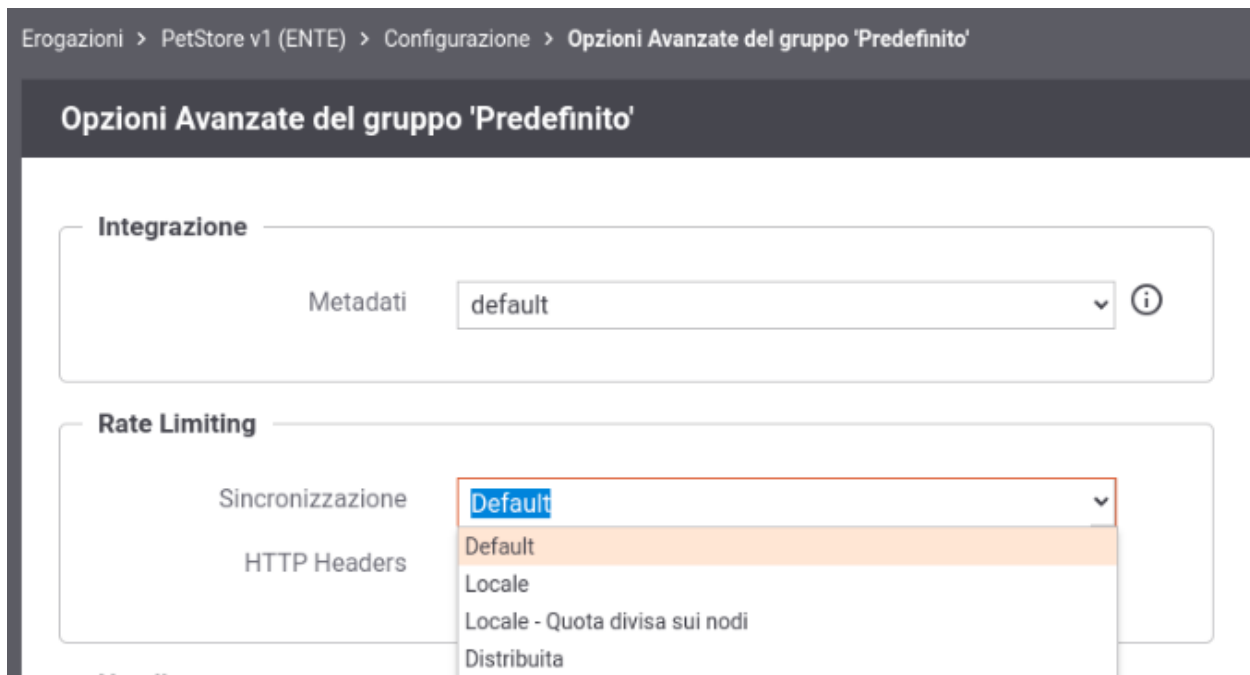 Erogazioni > PetStore v1 (ENTE) > Configurazione > Opzioni Avanzate del gruppo 'Predefinito'
Opzioni Avanzate del gruppo 'Predefinito'
Integrazione
Metadati default
Rate Limiting
Sincronizzazione Default
Default
HTTP Headers
Locale
Locale - Quota divisa sui nodi
Distribuita